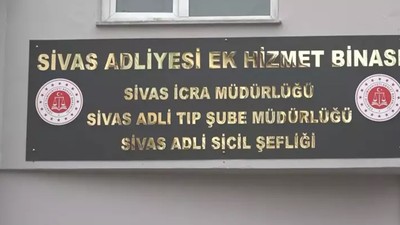 SİVAS ADLİYESİ EK HİZMET BİNASI
SİVAS İCRA MÜDÜRLÜĞÜ
SİVAS ADLİ TIP ŞUBE MÜDÜRLÜĞÜ
SİVAS ADLİ SİCİL ŞEFLİĞİ